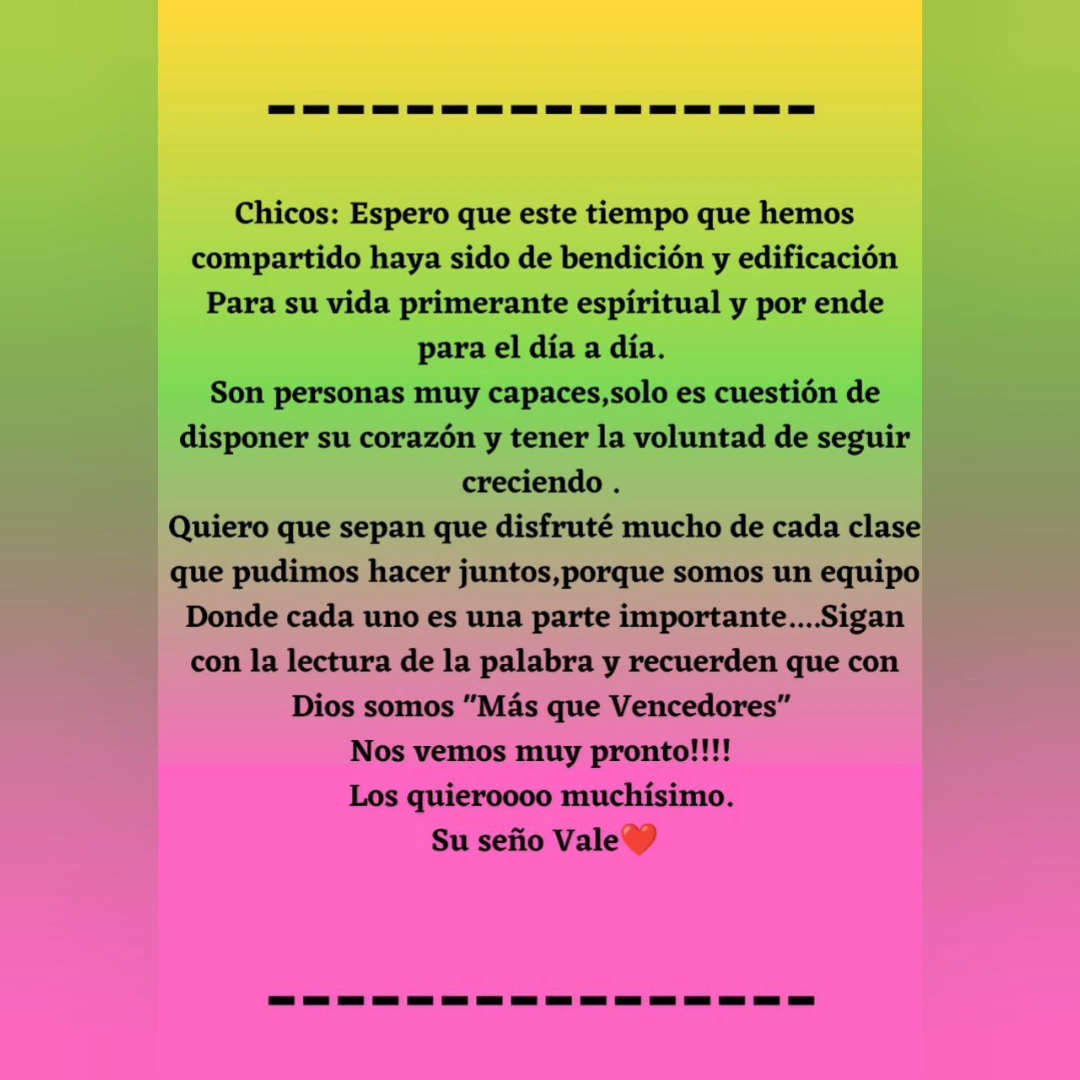 Chicos: Espero que este tiempo que hemos
compartido haya sido de bendición y edificación
Para su vida primerante espíritual y por ende
para el día a día.
Son personas muy capaces,solo es cuestión de
disponer su corazón y tener la voluntad de seguir
creciendo .
Quiero que sepan que disfruté mucho de cada clase
que pudimos hacer juntos,porque somos un equipo
Donde cada uno es una parte importante....Sigan
con la lectura de la palabra y recuerden que con
Dios somos "Más que Vencedores"
Nos vemos muy pronto!!!!
Los quieroooo muchísimo.
Su seño Vale❤️